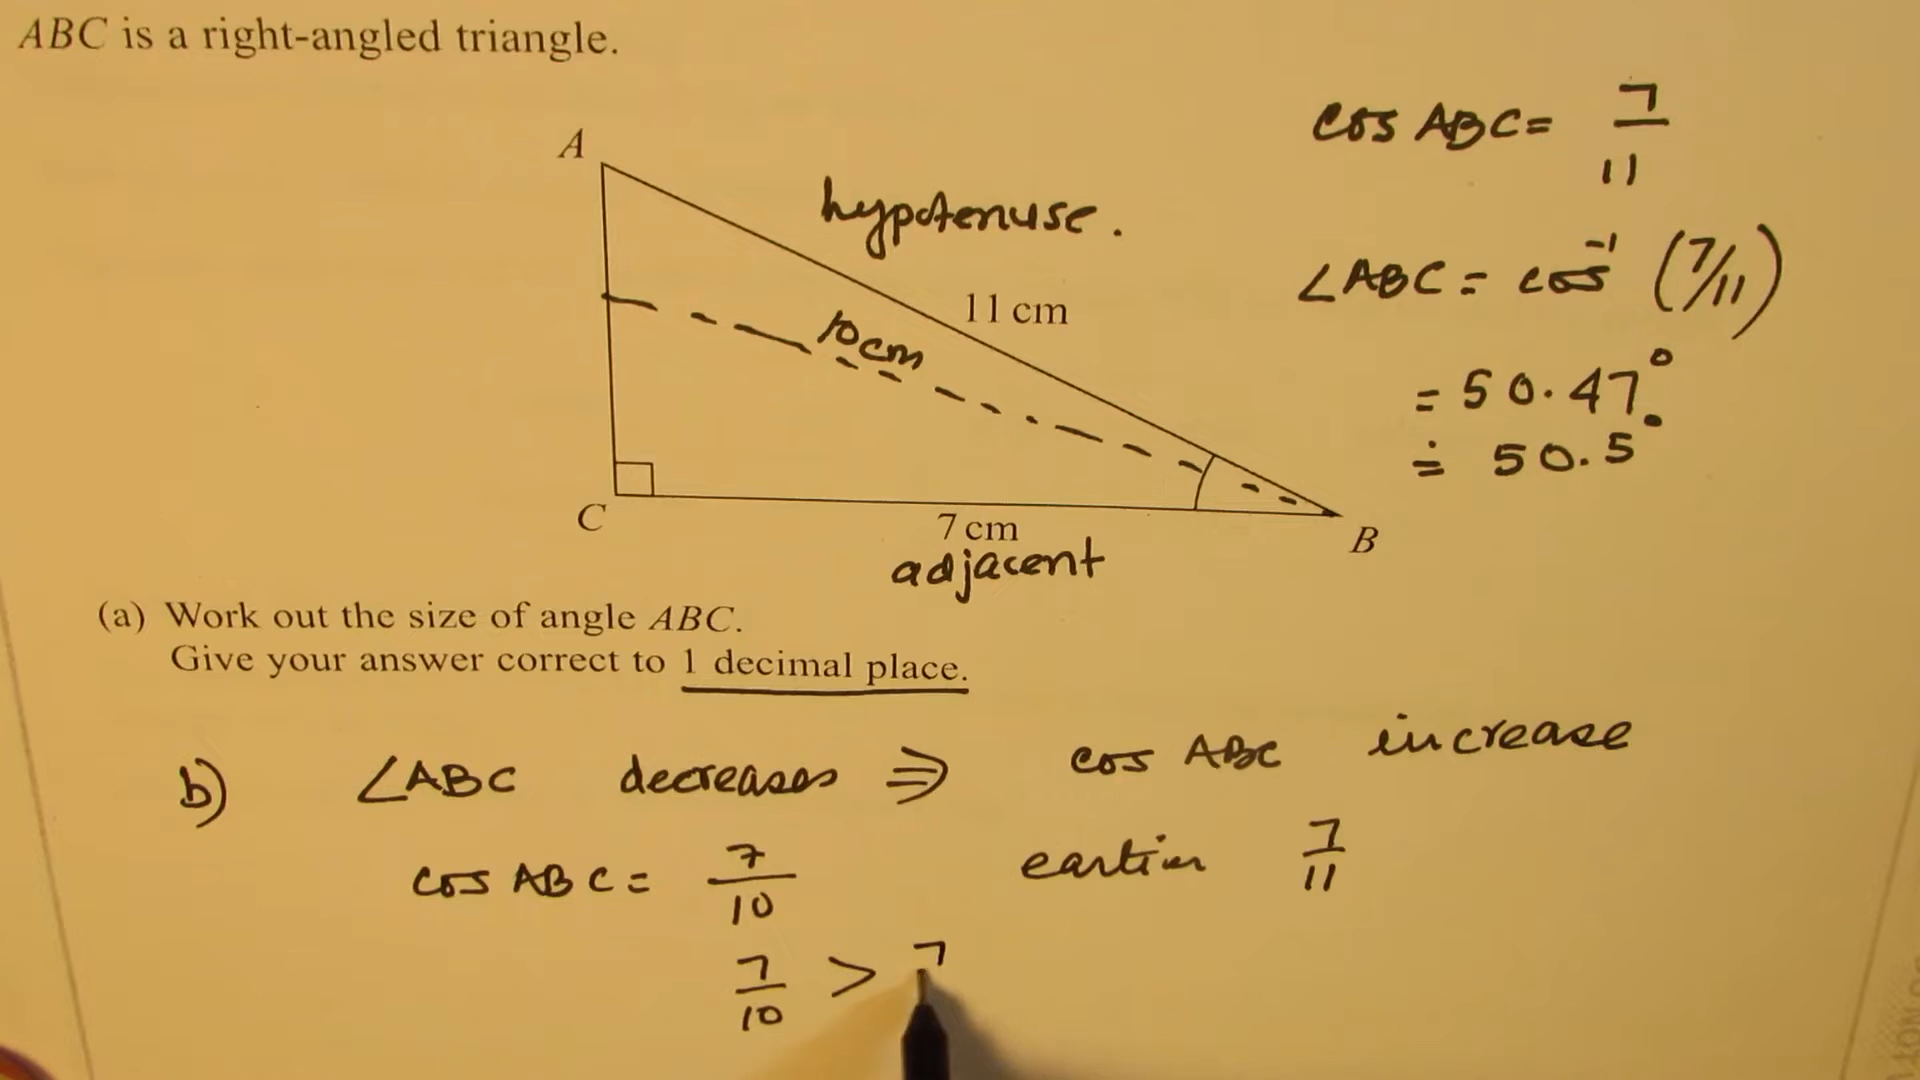 ABC is a right-angled triangle.
cos ABC = 7/11
A
hypotenuse.
∠ABC = cos⁻¹ (7/11)
11 cm
10 cm
= 50.47°
≐ 50.5°
C
7 cm
B
adjacent
(a) Work out the size of angle ABC.
Give your answer correct to 1 decimal place.
b) ∠ABC decreases ⇒ cos ABC increase
cos ABC = 7/10 earlier 7/11
7/10 > 7